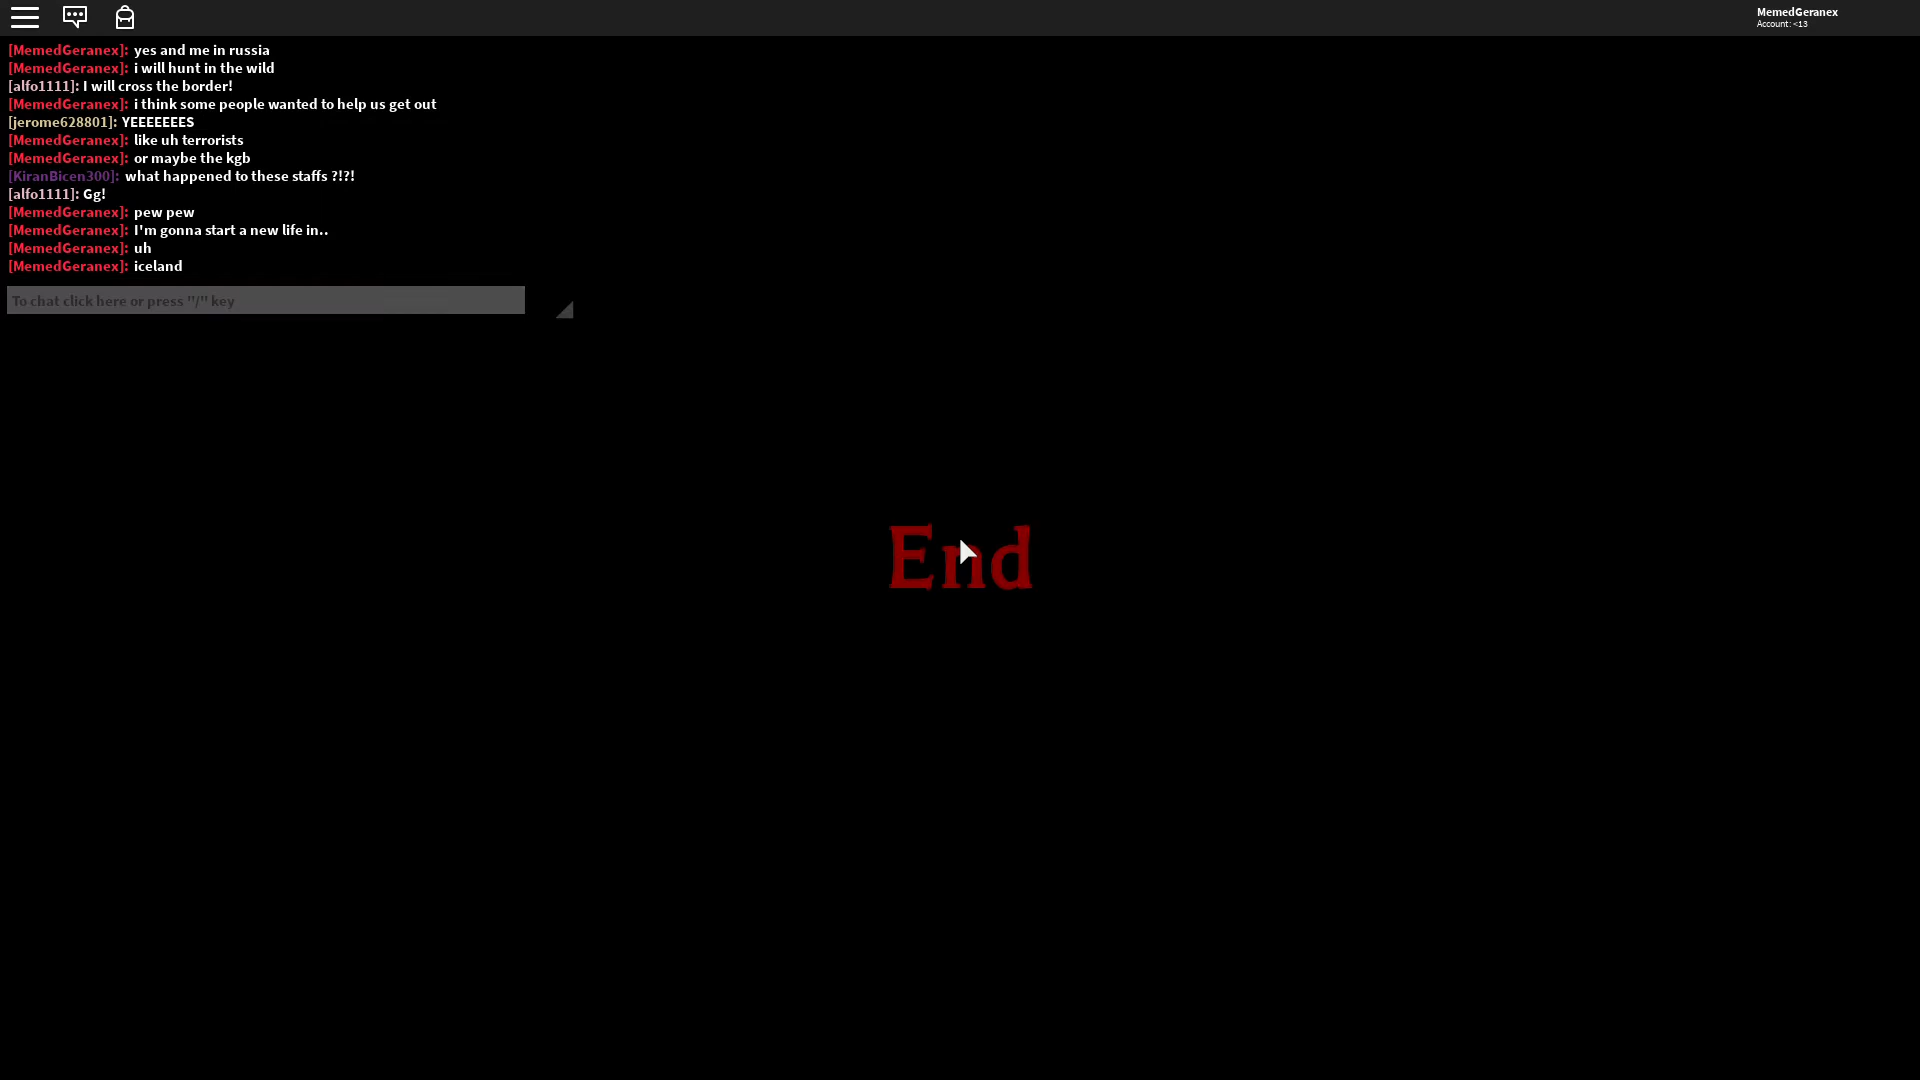 MemedGeranex
Account: <13
[MemedGeranex]: yes and me in russia
[MemedGeranex]: i will hunt in the wild
[alfo1111]: I will cross the border!
[MemedGeranex]: i think some people wanted to help us get out
[jerome628801]: YEEEEEEES
[MemedGeranex]: like uh terrorists
[MemedGeranex]: or maybe the kgb
[KiranBicen300]: what happened to these staffs ?!?!
[alfo1111]: Gg!
[MemedGeranex]: pew pew
[MemedGeranex]: I'm gonna start a new life in..
[MemedGeranex]: uh
[MemedGeranex]: iceland
To chat click here or press "/" key
End